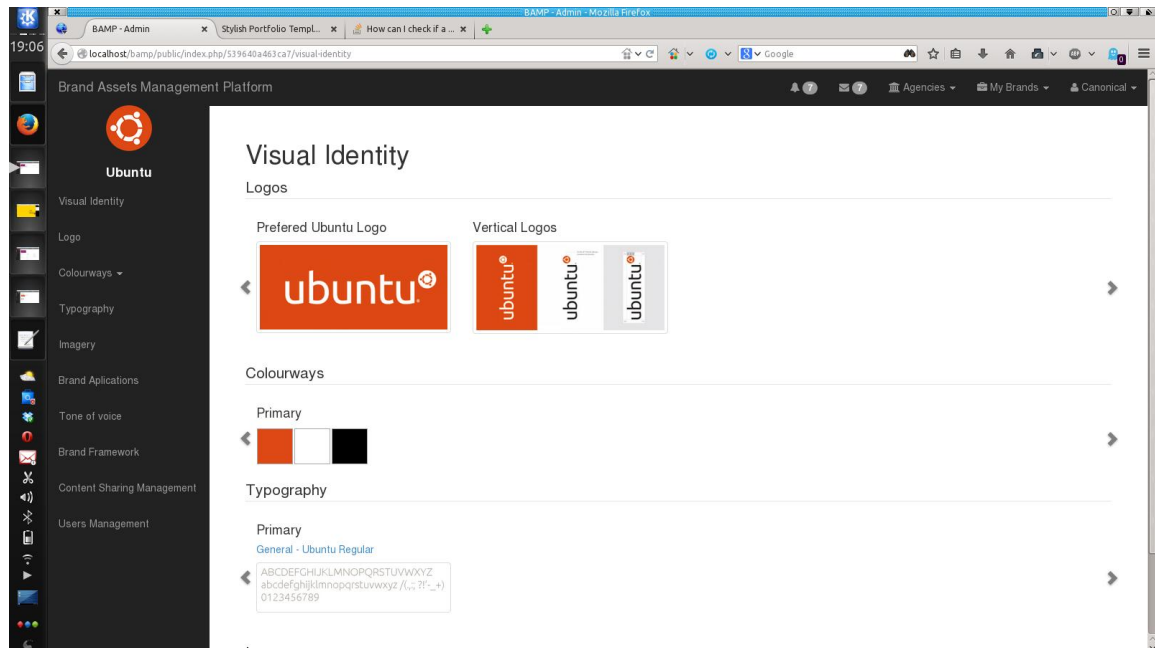 BAMP - Admin - Mozilla Firefox
19:06
BAMP - Admin
Stylish Portfolio Templ...
How can I check if a ...
localhost/bamp/public/index.php/539640a463ca7/visual-identity
Google
0
Brand Assets Management Platform
7
7
Agencies
My Brands
Canonical
Ubuntu
Visual Identity
Logo
Colourways
Typography
Imagery
Brand Aplications
Tone of voice
Brand Framework
Content Sharing Management
Users Management
Visual Identity
Logos
Prefered Ubuntu Logo
Vertical Logos
ubuntu
ubuntu
ubuntu
ubuntu
Colourways
Primary
Typography
Primary
General - Ubuntu Regular
ABCDEFGHIJKLMNOPQRSTUVWXYZ
abcdefghijklmnopqrstuvwxyz /(,.; ?!'-_+)
0123456789